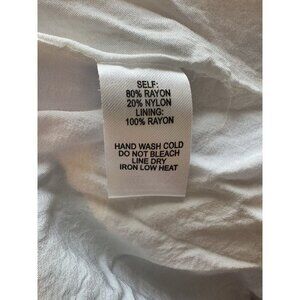 SELF:
80% RAYON
20% NYLON
LINING:
100% RAYON
HAND WASH COLD
DO NOT BLEACH
LINE DRY
IRON LOW HEAT